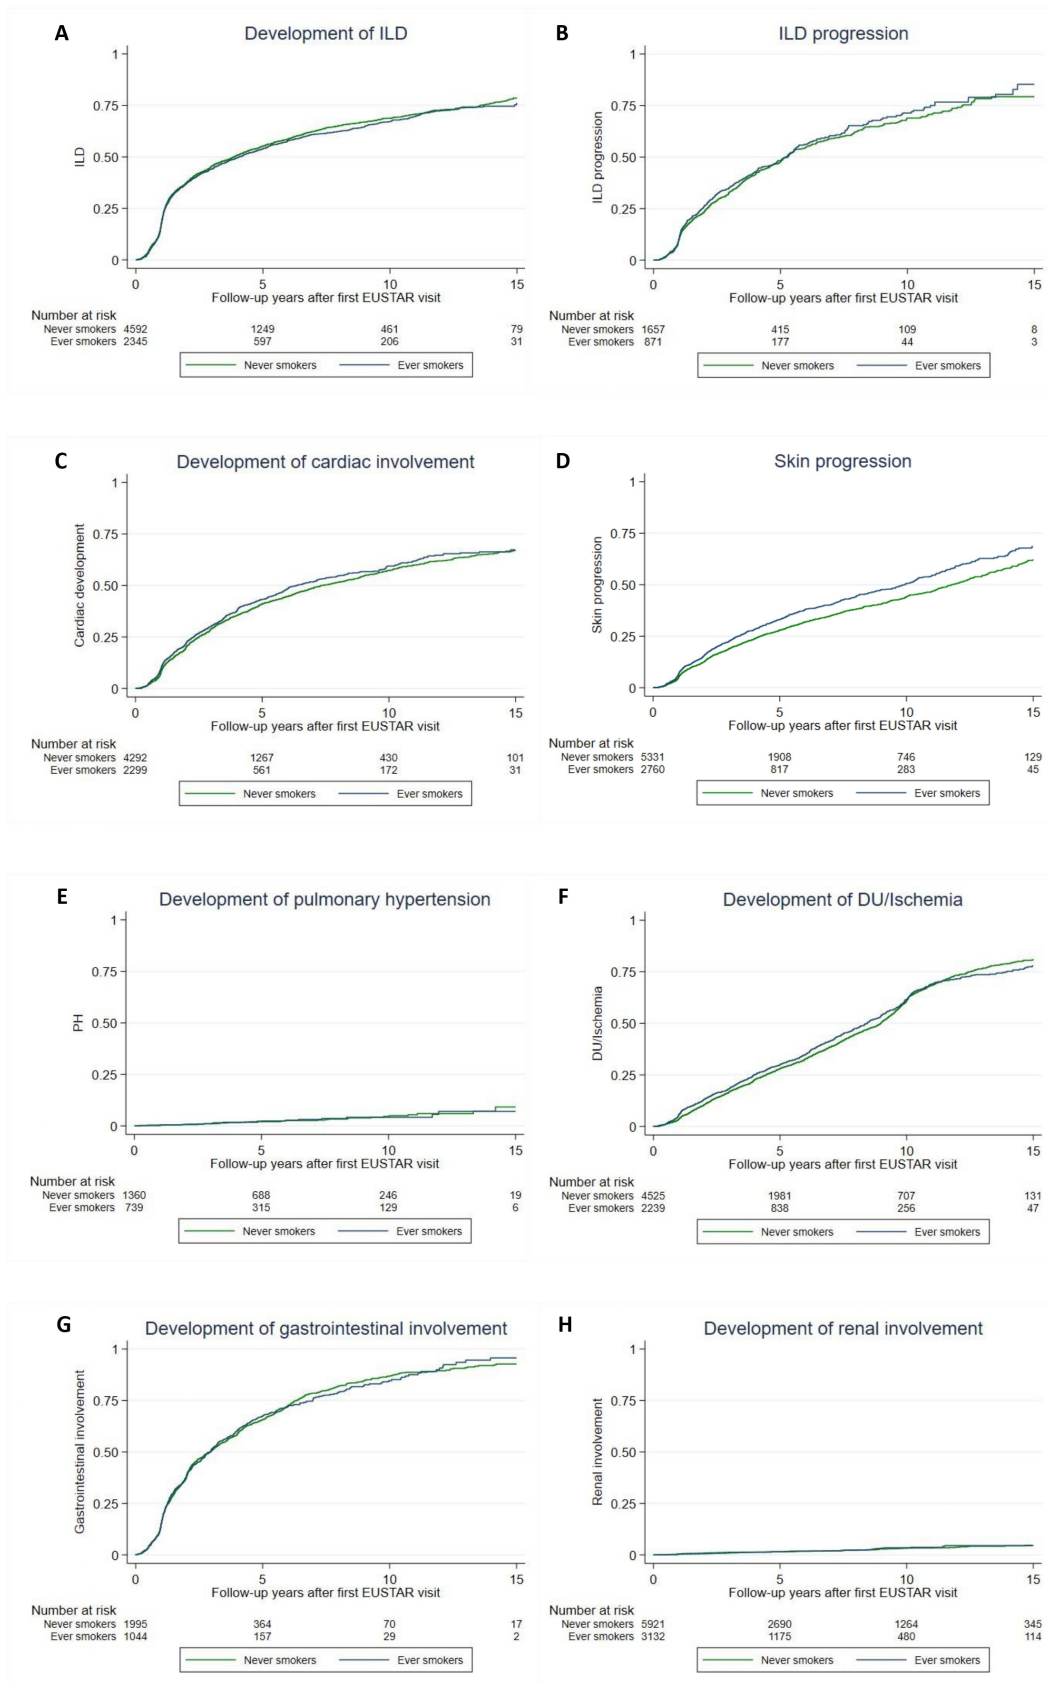 A
Development of ILD
1
0.75
0.50
0.25
0
ILD
0 5 10 15
Follow-up years after first EUSTAR visit
Number at risk
Never smokers 4592 1249 461 79
Ever smokers 2345 597 206 31
Never smokers Ever smokers
B
ILD progression
1
0.75
0.50
0.25
0
ILD progression
0 5 10 15
Follow-up years after first EUSTAR visit
Number at risk
Never smokers 1657 415 109 8
Ever smokers 871 177 44 3
Never smokers Ever smokers
C
Development of cardiac involvement
1
0.75
0.50
0.25
0
Cardiac development
0 5 10 15
Follow-up years after first EUSTAR visit
Number at risk
Never smokers 4292 1267 430 101
Ever smokers 2299 561 172 31
Never smokers Ever smokers
D
Skin progression
1
0.75
0.50
0.25
0
Skin progression
0 5 10 15
Follow-up years after first EUSTAR visit
Number at risk
Never smokers 5331 1908 746 129
Ever smokers 2760 817 283 45
Never smokers Ever smokers
E
Development of pulmonary hypertension
1
0.75
0.50
0.25
0
PH
0 5 10 15
Follow-up years after first EUSTAR visit
Number at risk
Never smokers 1360 688 246 19
Ever smokers 739 315 129 6
Never smokers Ever smokers
F
Development of DU/Ischemia
1
0.75
0.50
0.25
0
DU/Ischemia
0 5 10 15
Follow-up years after first EUSTAR visit
Number at risk
Never smokers 4525 1981 707 131
Ever smokers 2239 838 256 47
Never smokers Ever smokers
G
Development of gastrointestinal involvement
1
0.75
0.50
0.25
0
Gastrointestinal involvement
0 5 10 15
Follow-up years after first EUSTAR visit
Number at risk
Never smokers 1995 364 70 17
Ever smokers 1044 157 29 2
Never smokers Ever smokers
H
Development of renal involvement
1
0.75
0.50
0.25
0
Renal involvement
0 5 10 15
Follow-up years after first EUSTAR visit
Number at risk
Never smokers 5921 2690 1264 345
Ever smokers 3132 1175 480 114
Never smokers Ever smokers